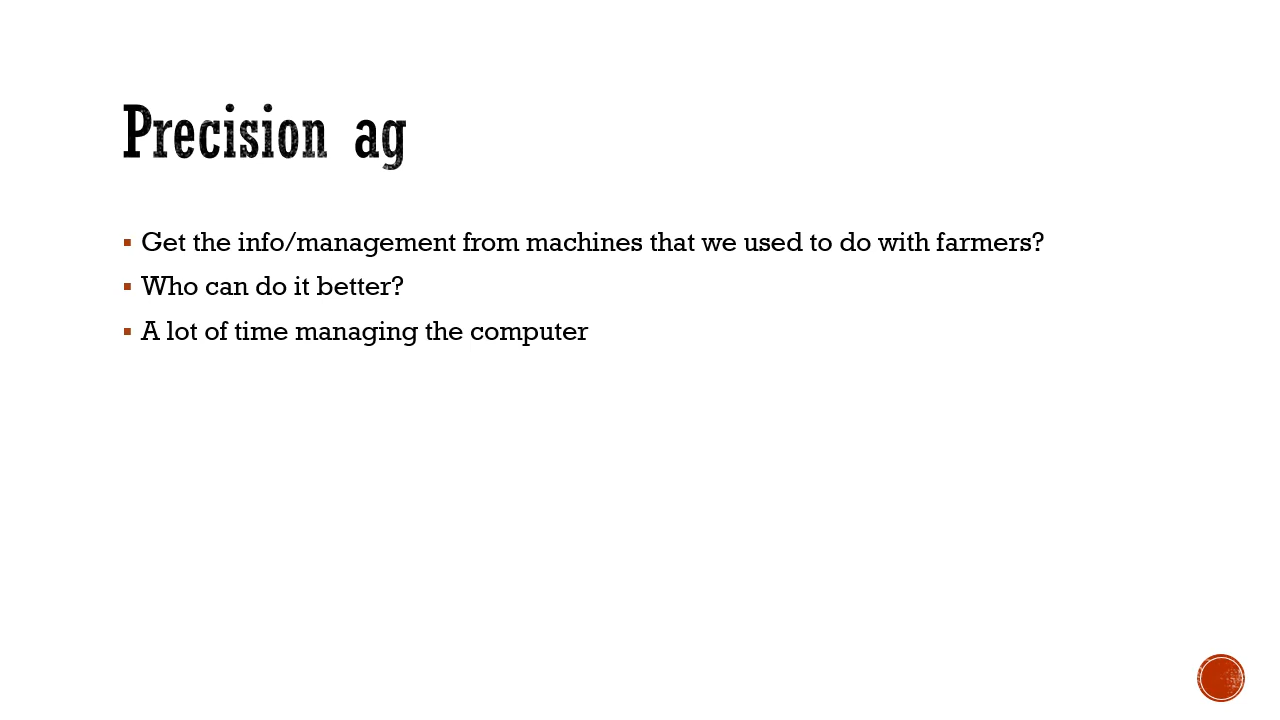 Precision ag
▪ Get the info/management from machines that we used to do with farmers?
▪ Who can do it better?
▪ A lot of time managing the computer